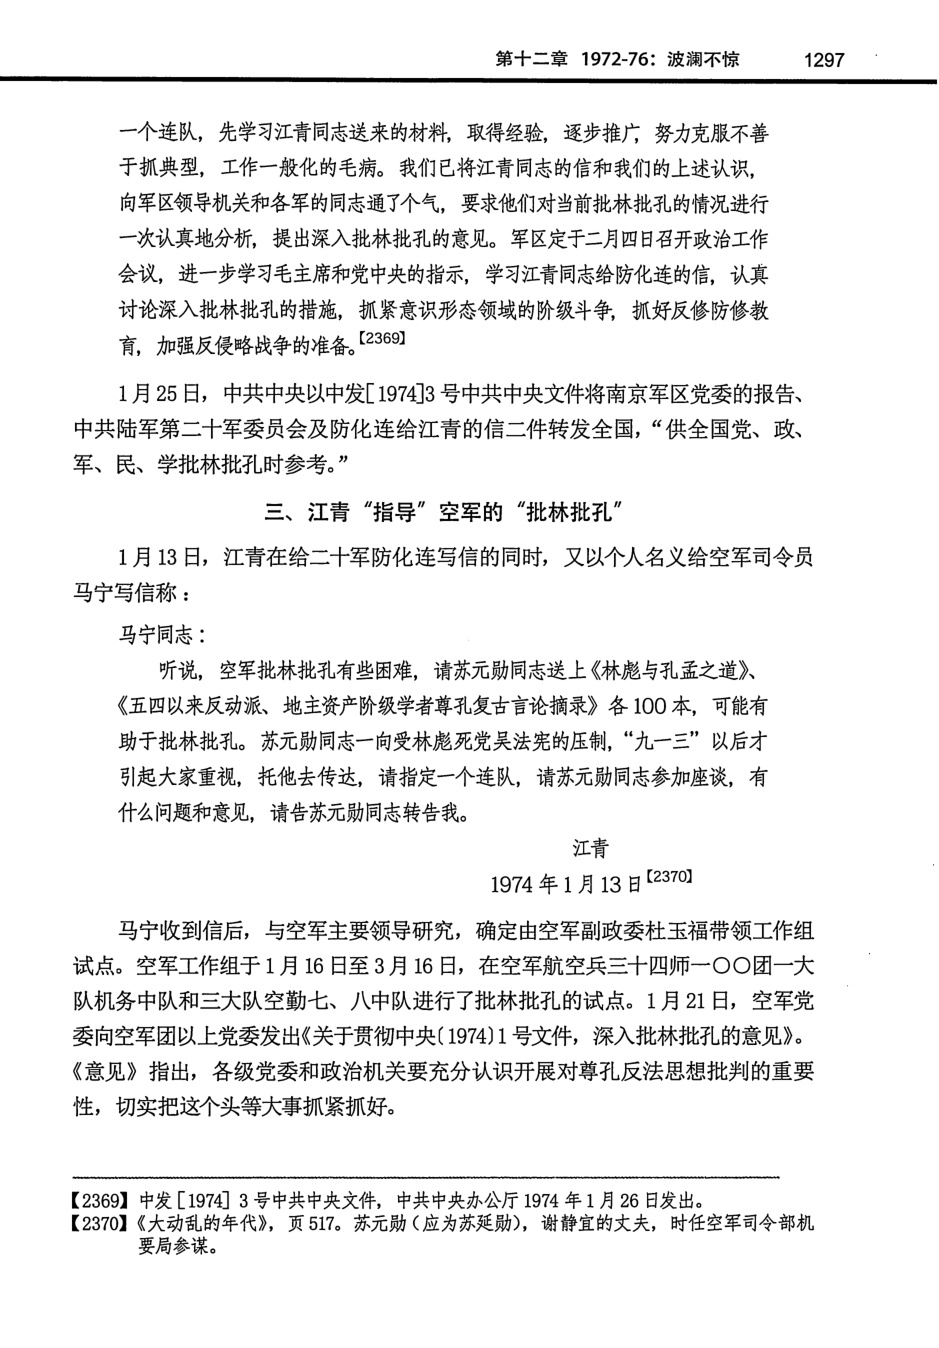 第十二章 1972-76：波澜不惊 1297
一个连队，先学习江青同志送来的材料，取得经验，逐步推广，努力克服不善
于抓典型，工作一般化的毛病。我们已将江青同志的信和我们的上述认识，
向军区领导机关和各军的同志通了个气，要求他们对当前批林批孔的情况进行
一次认真地分析，提出深入批林批孔的意见。军区定于二月四日召开政治工作
会议，进一步学习毛主席和党中央的指示，学习江青同志给防化连的信，认真
讨论深入批林批孔的措施，抓紧意识形态领域的阶级斗争，抓好反修防修教
育，加强反侵略战争的准备。【2369】
1月25日，中共中央以中发[1974]3号中共中央文件将南京军区党委的报告、
中共陆军第二十军委员会及防化连给江青的信二件转发全国，“供全国党、政、
军、民、学批林批孔时参考。”
三、江青“指导”空军的“批林批孔”
1月13日，江青在给二十军防化连写信的同时，又以个人名义给空军司令员
马宁写信称：
马宁同志：
听说，空军批林批孔有些困难，请苏元勋同志送上《林彪与孔孟之道》、
《五四以来反动派、地主资产阶级学者尊孔复古言论摘录》各100本，可能有
助于批林批孔。苏元勋同志一向受林彪死党吴法宪的压制，“九一三”以后才
引起大家重视，托他去传达，请指定一个连队，请苏元勋同志参加座谈，有
什么问题和意见，请告苏元勋同志转告我。
江青
1974年1月13日【2370】
马宁收到信后，与空军主要领导研究，确定由空军副政委杜玉福带领工作组
试点。空军工作组于1月16日至3月16日，在空军航空兵三十四师一〇〇团一大
队机务中队和三大队空勤七、八中队进行了批林批孔的试点。1月21日，空军党
委向空军团以上党委发出《关于贯彻中央〔1974〕1号文件，深入批林批孔的意见》。
《意见》指出，各级党委和政治机关要充分认识开展对尊孔反法思想批判的重要
性，切实把这个头等大事抓紧抓好。
【2369】中发［1974］3号中共中央文件，中共中央办公厅1974年1月26日发出。
【2370】《大动乱的年代》，页517。苏元勋（应为苏延勋），谢静宜的丈夫，时任空军司令部机
要局参谋。